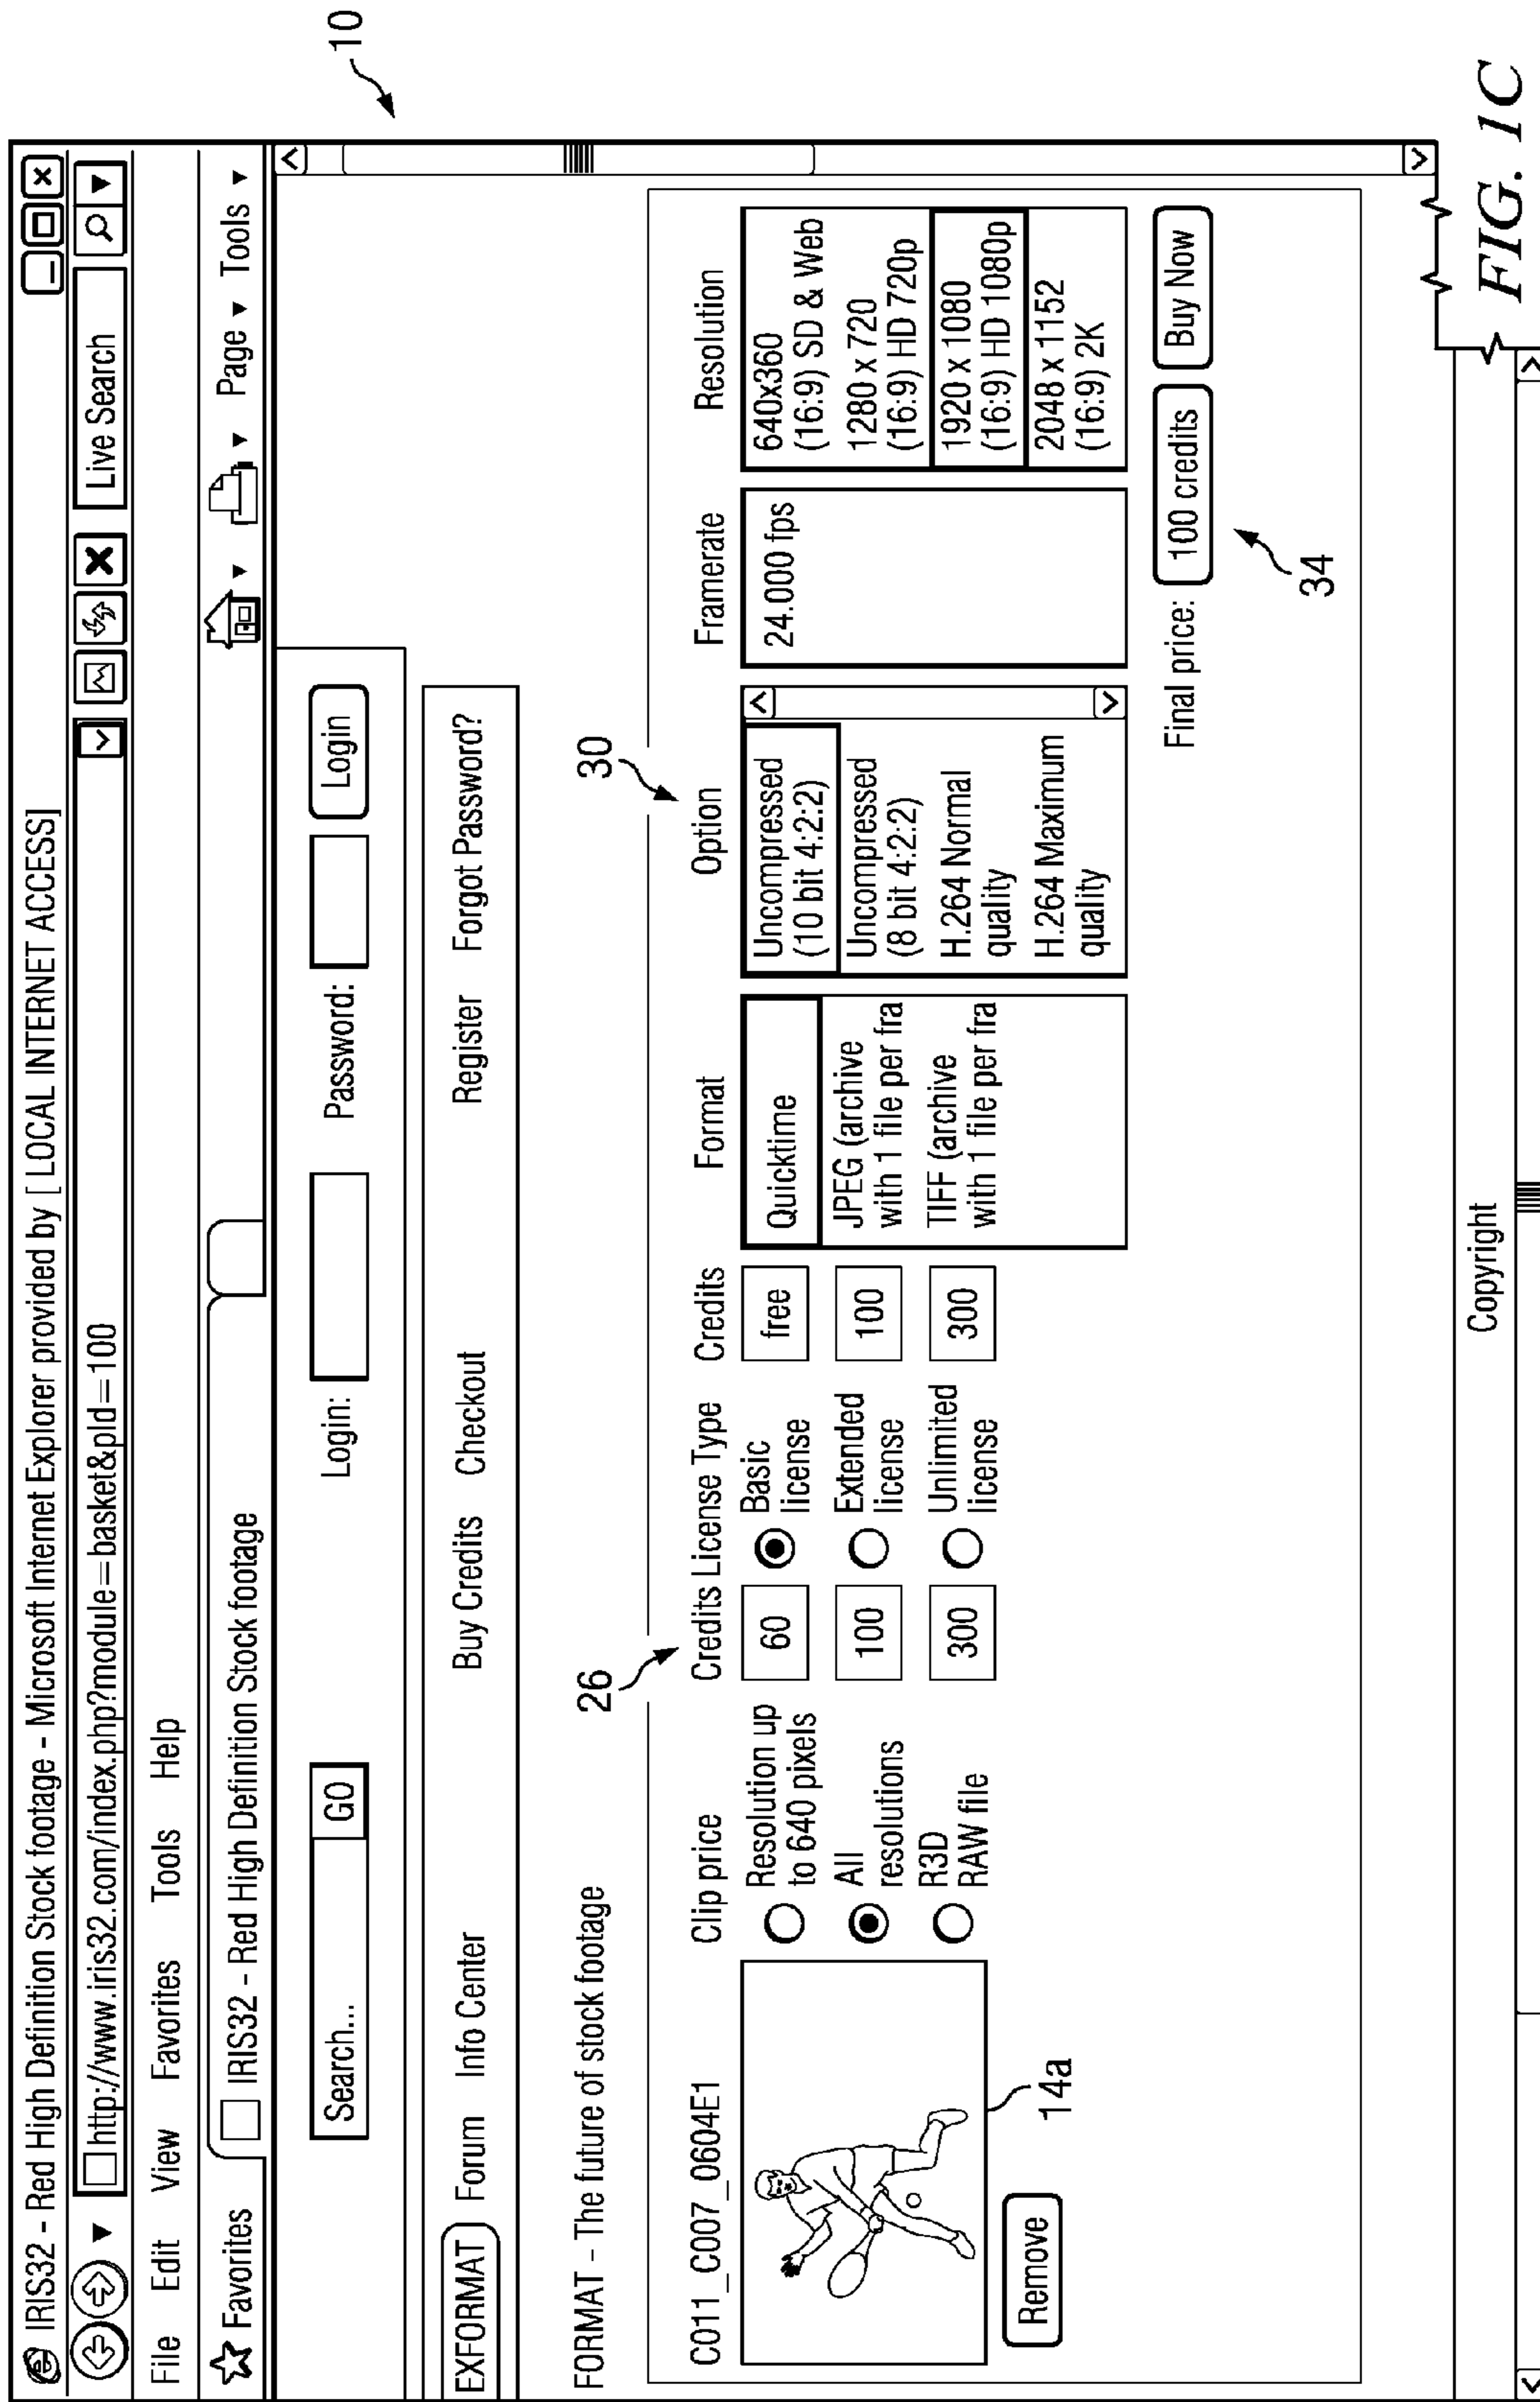 IRIS32 - Red High Definition Stock footage - Microsoft Internet Explorer provided by [ LOCAL INTERNET ACCESS]
http://www.iris32.com/index.php?module=basket&pld=100
Live Search
File Edit View Favorites Tools Help
Favorites
IRIS32 - Red High Definition Stock footage
Page Tools
10
Search... GO
Login:
Password:
Login
EXFORMAT Forum Info Center Buy Credits Checkout Register Forgot Password?
FORMAT - The future of stock footage
26
30
C011_C007_0604E1
14a
Remove
Clip price
Credits
Resolution up
to 640 pixels
60
All
resolutions
100
R3D
RAW file
300
License Type
Credits
Basic
license
free
Extended
license
100
Unlimited
license
300
Format
Quicktime
JPEG (archive
with 1 file per fra
TIFF (archive
with 1 file per fra
Option
Uncompressed
(10 bit 4:2:2)
Uncompressed
(8 bit 4:2:2)
H.264 Normal
quality
H.264 Maximum
quality
Framerate
24.000 fps
Resolution
640x360
(16:9) SD & Web
1280 x 720
(16:9) HD 720p
1920 x 1080
(16:9) HD 1080p
2048 x 1152
(16:9) 2K
Final price: 100 credits Buy Now
34
Copyright
FIG. 1C